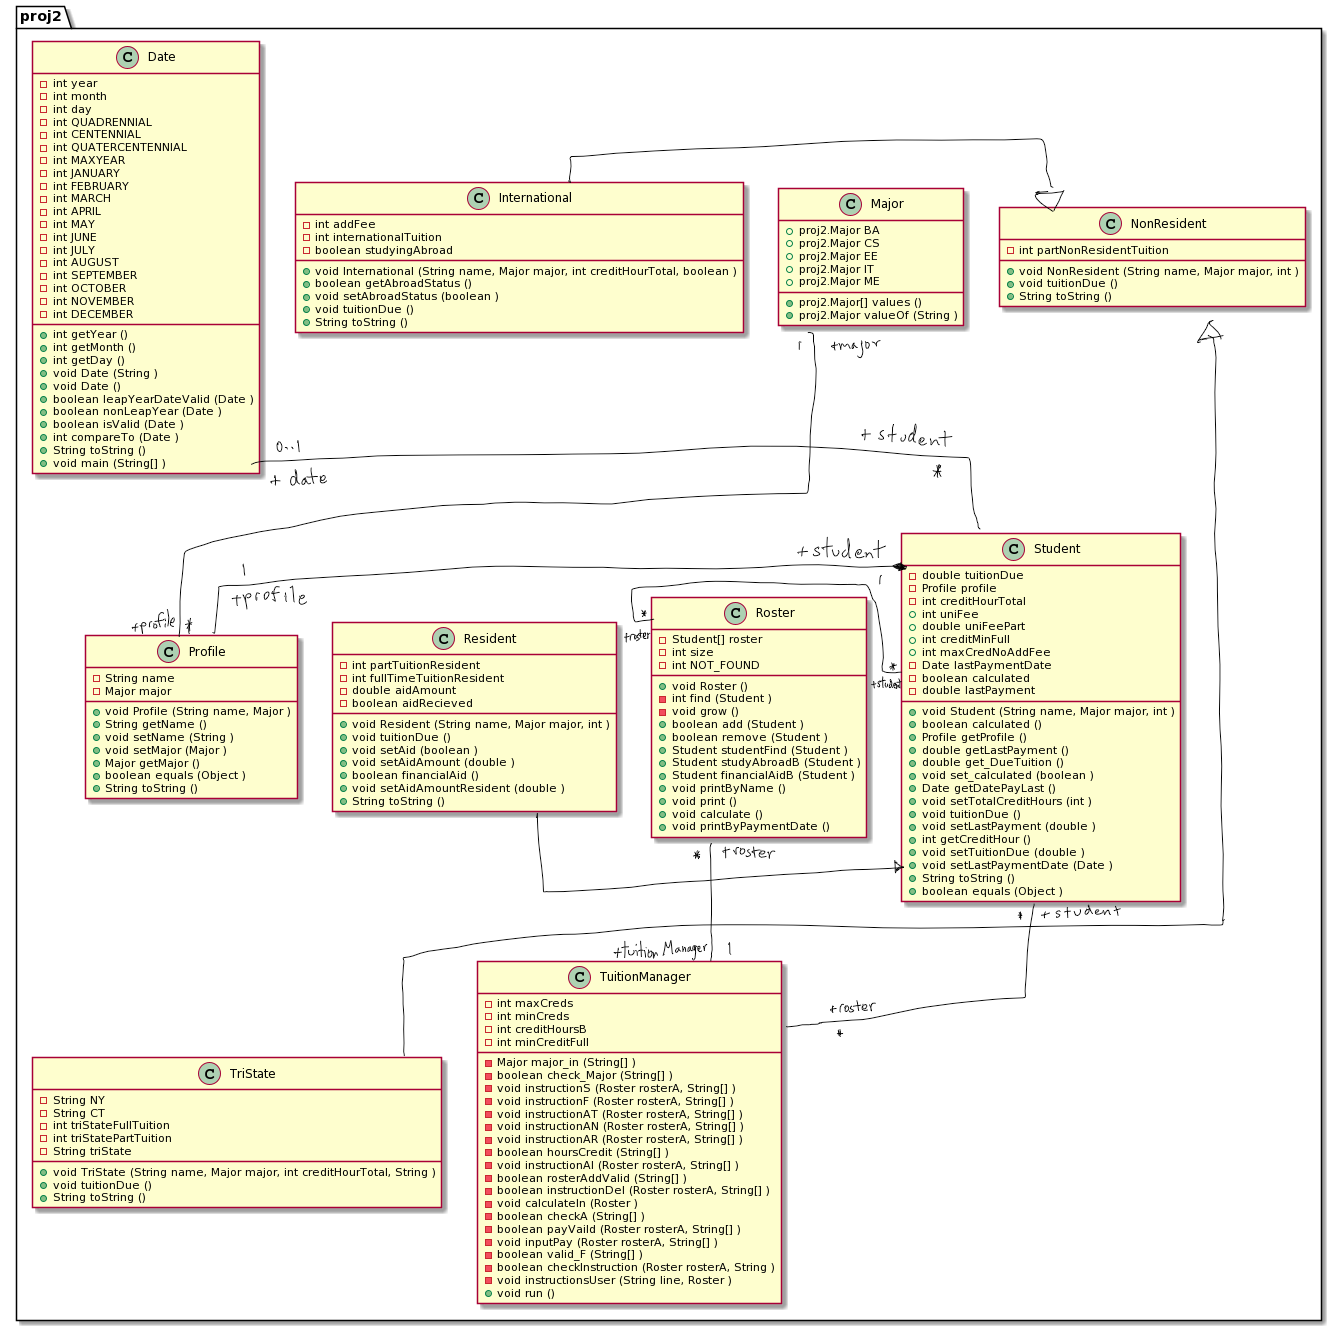 proj2
C Date
int year
int month
int day
int QUADRENNIAL
int CENTENNIAL
int QUATERCENTENNIAL
int MAXYEAR
int JANUARY
int FEBRUARY
int MARCH
int APRIL
int MAY
int JUNE
int JULY
int AUGUST
int SEPTEMBER
int OCTOBER
int NOVEMBER
int DECEMBER
int getYear ()
int getMonth ()
int getDay ()
void Date (String )
void Date ()
boolean leapYearDateValid (Date )
boolean nonLeapYear (Date )
boolean isValid (Date )
int compareTo (Date )
String toString ()
void main (String[] )
C International
int addFee
int internationalTuition
boolean studyingAbroad
void International (String name, Major major, int creditHourTotal, boolean )
boolean getAbroadStatus ()
void setAbroadStatus (boolean )
void tuitionDue ()
String toString ()
C Major
proj2.Major BA
proj2.Major CS
proj2.Major EE
proj2.Major IT
proj2.Major ME
proj2.Major[] values ()
proj2.Major valueOf (String )
C NonResident
int partNonResidentTuition
void NonResident (String name, Major major, int )
void tuitionDue ()
String toString ()
1 +major
0..1
+ date
+ student
*
1
+profile
+student
1
+profile *
C Profile
String name
Major major
void Profile (String name, Major )
String getName ()
void setName (String )
void setMajor (Major )
Major getMajor ()
boolean equals (Object )
String toString ()
C Resident
int partTuitionResident
int fullTimeTuitionResident
double aidAmount
boolean aidRecieved
void Resident (String name, Major major, int )
void tuitionDue ()
void setAid (boolean )
void setAidAmount (double )
boolean financialAid ()
void setAidAmountResident (double )
String toString ()
*
+roster
C Roster
Student[] roster
int size
int NOT_FOUND
void Roster ()
int find (Student )
void grow ()
boolean add (Student )
boolean remove (Student )
Student studentFind (Student )
Student studyAbroadB (Student )
Student financialAidB (Student )
void printByName ()
void print ()
void calculate ()
void printByPaymentDate ()
*
+student
C Student
double tuitionDue
Profile profile
int creditHourTotal
int uniFee
double uniFeePart
int creditMinFull
int maxCredNoAddFee
Date lastPaymentDate
boolean calculated
double lastPayment
void Student (String name, Major major, int )
boolean calculated ()
Profile getProfile ()
double getLastPayment ()
double get_DueTuition ()
void set_calculated (boolean )
Date getDatePayLast ()
void setTotalCreditHours (int )
void tuitionDue ()
void setLastPayment (double )
int getCreditHour ()
void setTuitionDue (double )
void setLastPaymentDate (Date )
String toString ()
boolean equals (Object )
* +roster
* +student
+tuition Manager 1
+roster
*
C TuitionManager
int maxCreds
int minCreds
int creditHoursB
int minCreditFull
Major major_in (String[] )
boolean check_Major (String[] )
void instructionS (Roster rosterA, String[] )
void instructionF (Roster rosterA, String[] )
void instructionAT (Roster rosterA, String[] )
void instructionAN (Roster rosterA, String[] )
void instructionAR (Roster rosterA, String[] )
boolean hoursCredit (String[] )
void instructionAI (Roster rosterA, String[] )
boolean rosterAddValid (String[] )
boolean instructionDel (Roster rosterA, String[] )
void calculateIn (Roster )
boolean checkA (String[] )
boolean payVaild (Roster rosterA, String[] )
void inputPay (Roster rosterA, String[] )
boolean valid_F (String[] )
boolean checkInstruction (Roster rosterA, String )
void instructionsUser (String line, Roster )
void run ()
C TriState
String NY
String CT
int triStateFullTuition
int triStatePartTuition
String triState
void TriState (String name, Major major, int creditHourTotal, String )
void tuitionDue ()
String toString ()